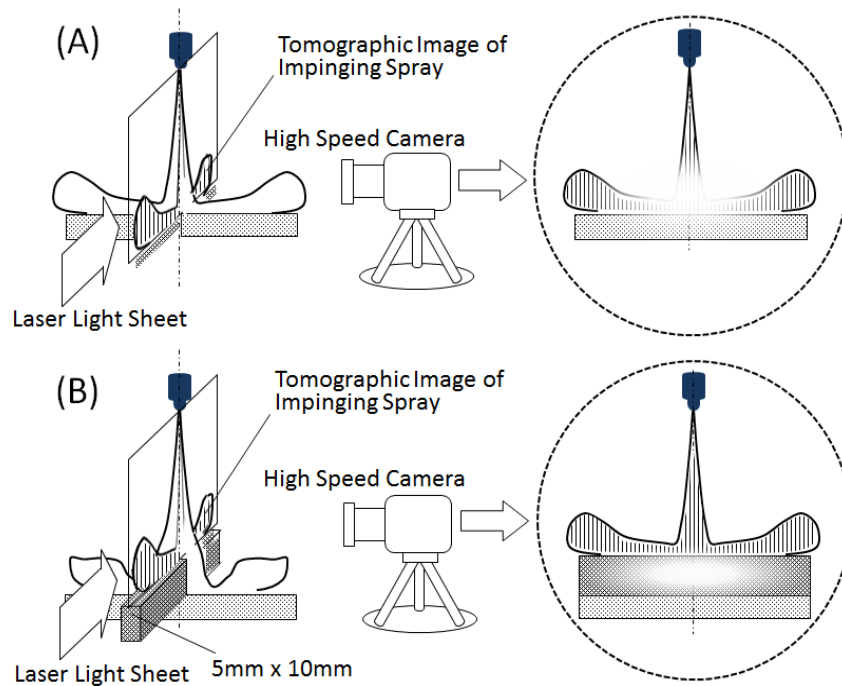 (A)
Tomographic Image of
Impinging Spray
High Speed Camera
Laser Light Sheet
(B)
Tomographic Image of
Impinging Spray
High Speed Camera
Laser Light Sheet
5mm x 10mm